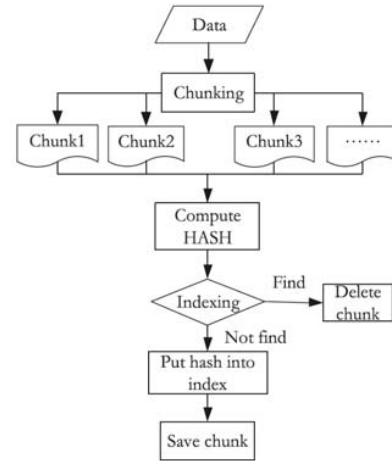 Data
Chunking
Chunk1
Chunk2
Chunk3
......
Compute
HASH
Indexing
Find
Delete
chunk
Not find
Put hash into
index
Save chunk